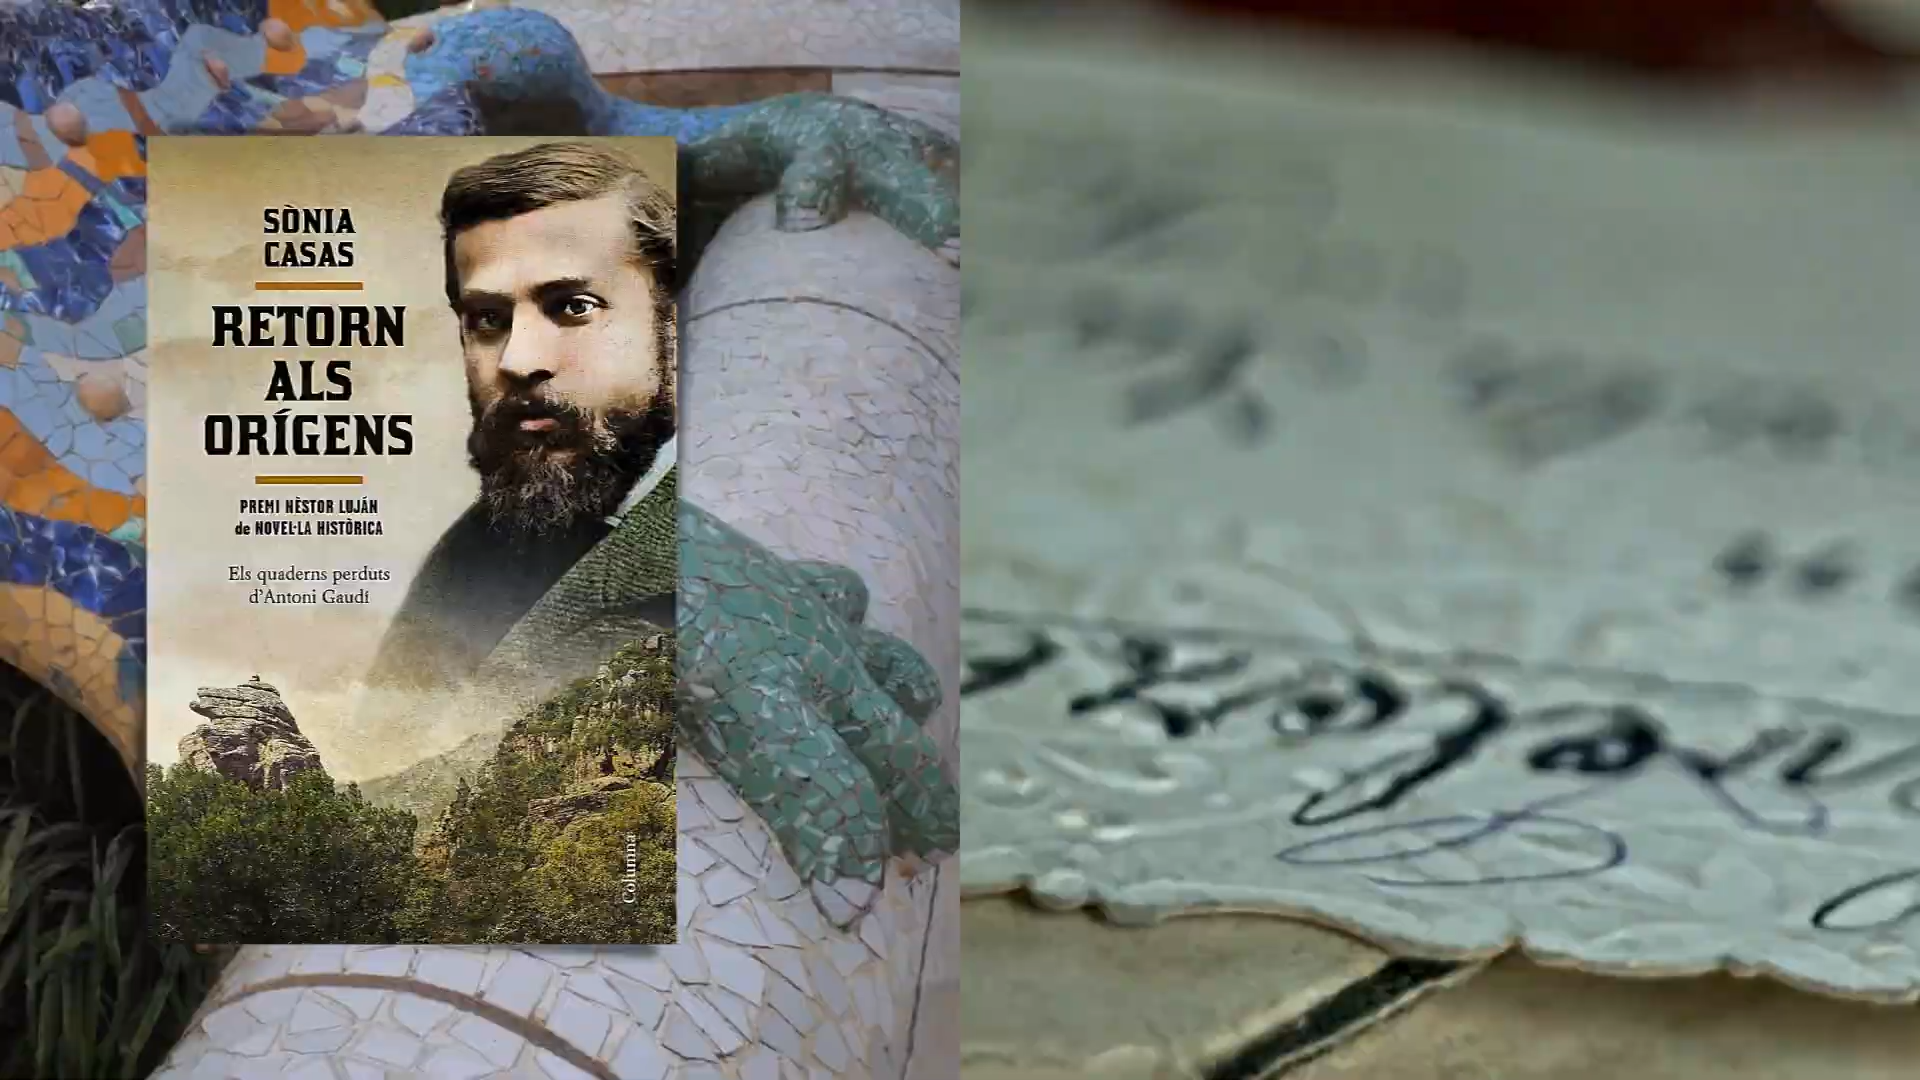 SÒNIA
CASAS
RETORN
ALS
ORÍGENS
PREMI NÈSTOR LUJÁN
de NOVEL·LA HISTÒRICA
Els quaderns perduts
d'Antoni Gaudí
Columna